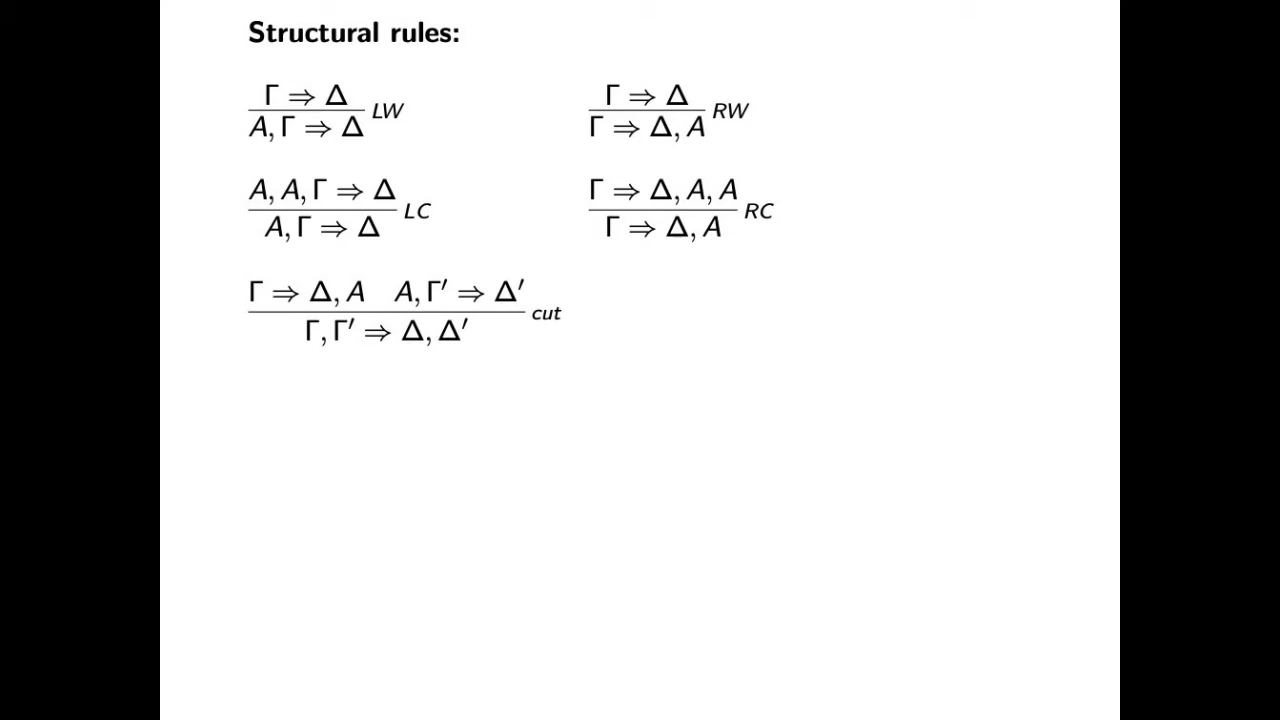 Structural rules:
Γ ⇒ Δ
A, Γ ⇒ Δ LW
Γ ⇒ Δ
Γ ⇒ Δ, A RW
A, A, Γ ⇒ Δ
A, Γ ⇒ Δ LC
Γ ⇒ Δ, A, A
Γ ⇒ Δ, A RC
Γ ⇒ Δ, A A, Γ′ ⇒ Δ′
Γ, Γ′ ⇒ Δ, Δ′ cut